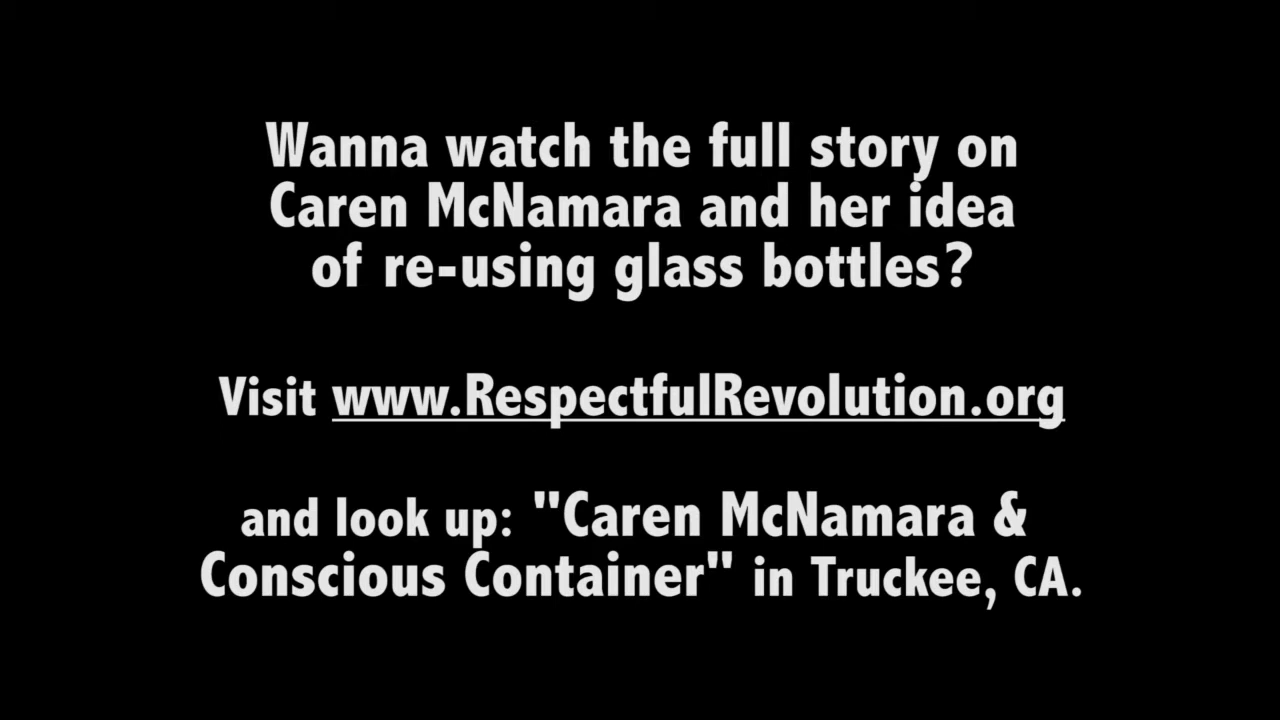 Wanna watch the full story on
Caren McNamara and her idea
of re-using glass bottles?
Visit www.RespectfulRevolution.org
and look up: "Caren McNamara &
Conscious Container" in Truckee, CA.